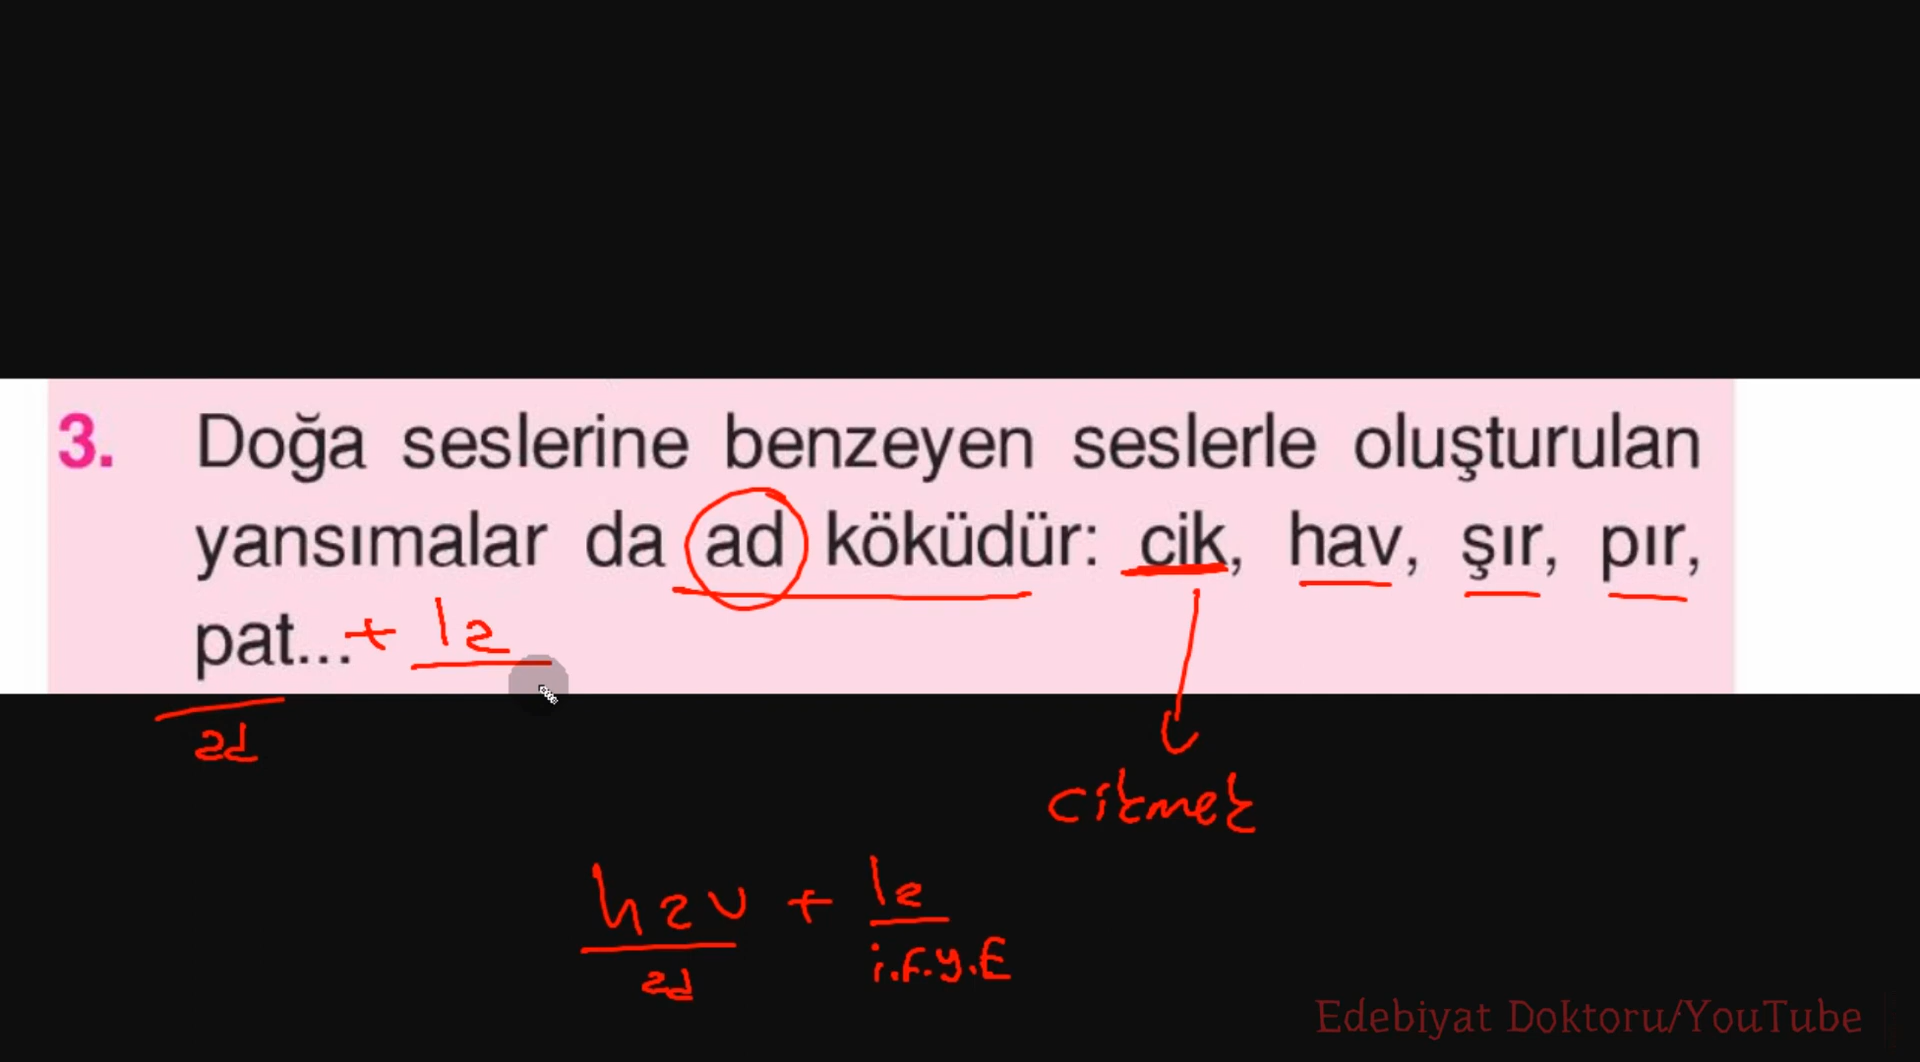 3. Doğa seslerine benzeyen seslerle oluşturulan
yansımalar da ad köküdür: cik, hav, şır, pır,
pat... + la
ad
cikmek
hav + la
ad i.f.y.E
Edebiyat Doktoru/YouTube